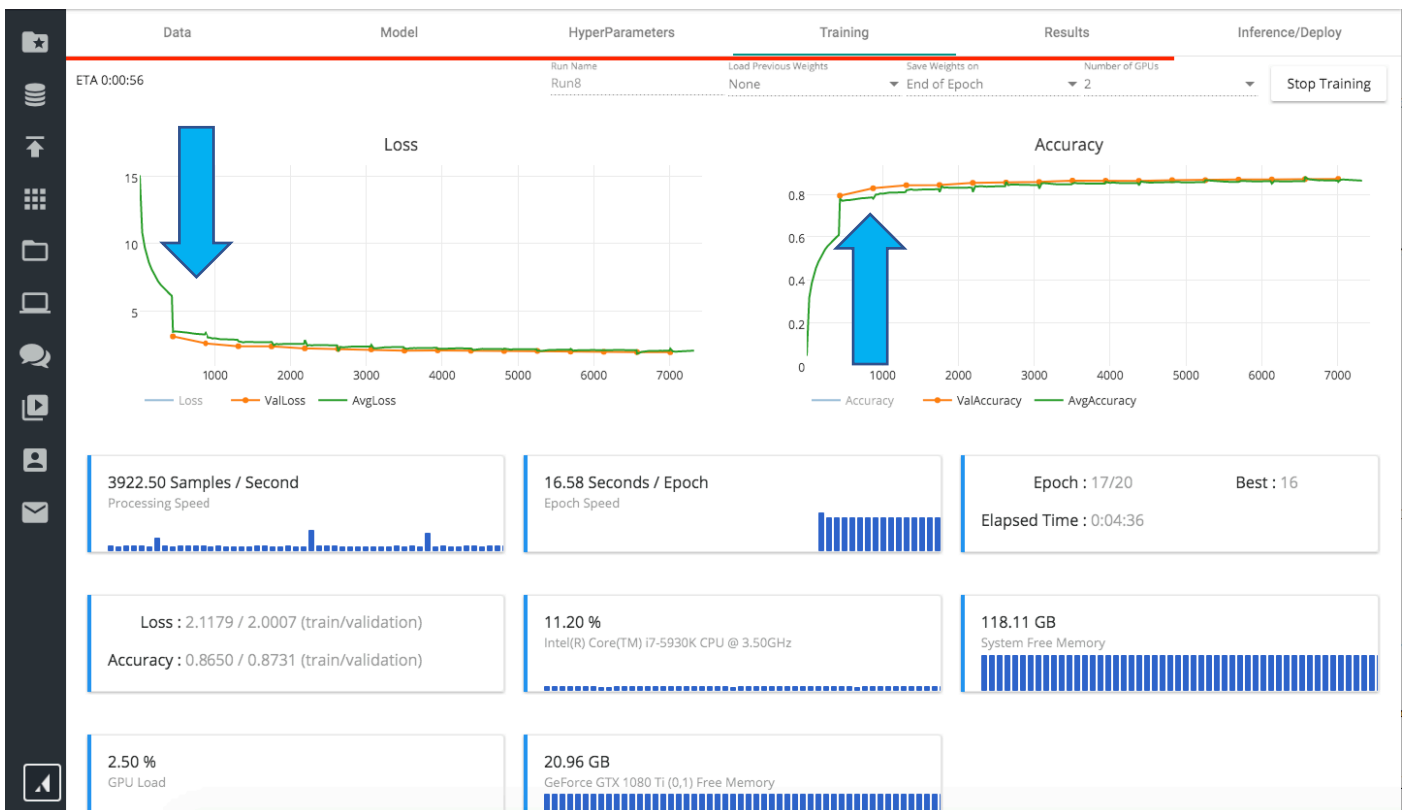 Data Model HyperParameters Training Results Inference/Deploy
ETA 0:00:56
Run Name Load Previous Weights Save Weights on Number of GPUs
Run8 None End of Epoch 2 Stop Training
Loss
15
10
5
1000 2000 3000 4000 5000 6000 7000
Loss ValLoss AvgLoss
Accuracy
0.8
0.6
0.4
0.2
0
1000 2000 3000 4000 5000 6000 7000
Accuracy ValAccuracy AvgAccuracy
3922.50 Samples / Second
Processing Speed
16.58 Seconds / Epoch
Epoch Speed
Epoch : 17/20 Best : 16
Elapsed Time : 0:04:36
Loss : 2.1179 / 2.0007 (train/validation)
Accuracy : 0.8650 / 0.8731 (train/validation)
11.20 %
Intel(R) Core(TM) i7-5930K CPU @ 3.50GHz
118.11 GB
System Free Memory
2.50 %
GPU Load
20.96 GB
GeForce GTX 1080 Ti (0,1) Free Memory